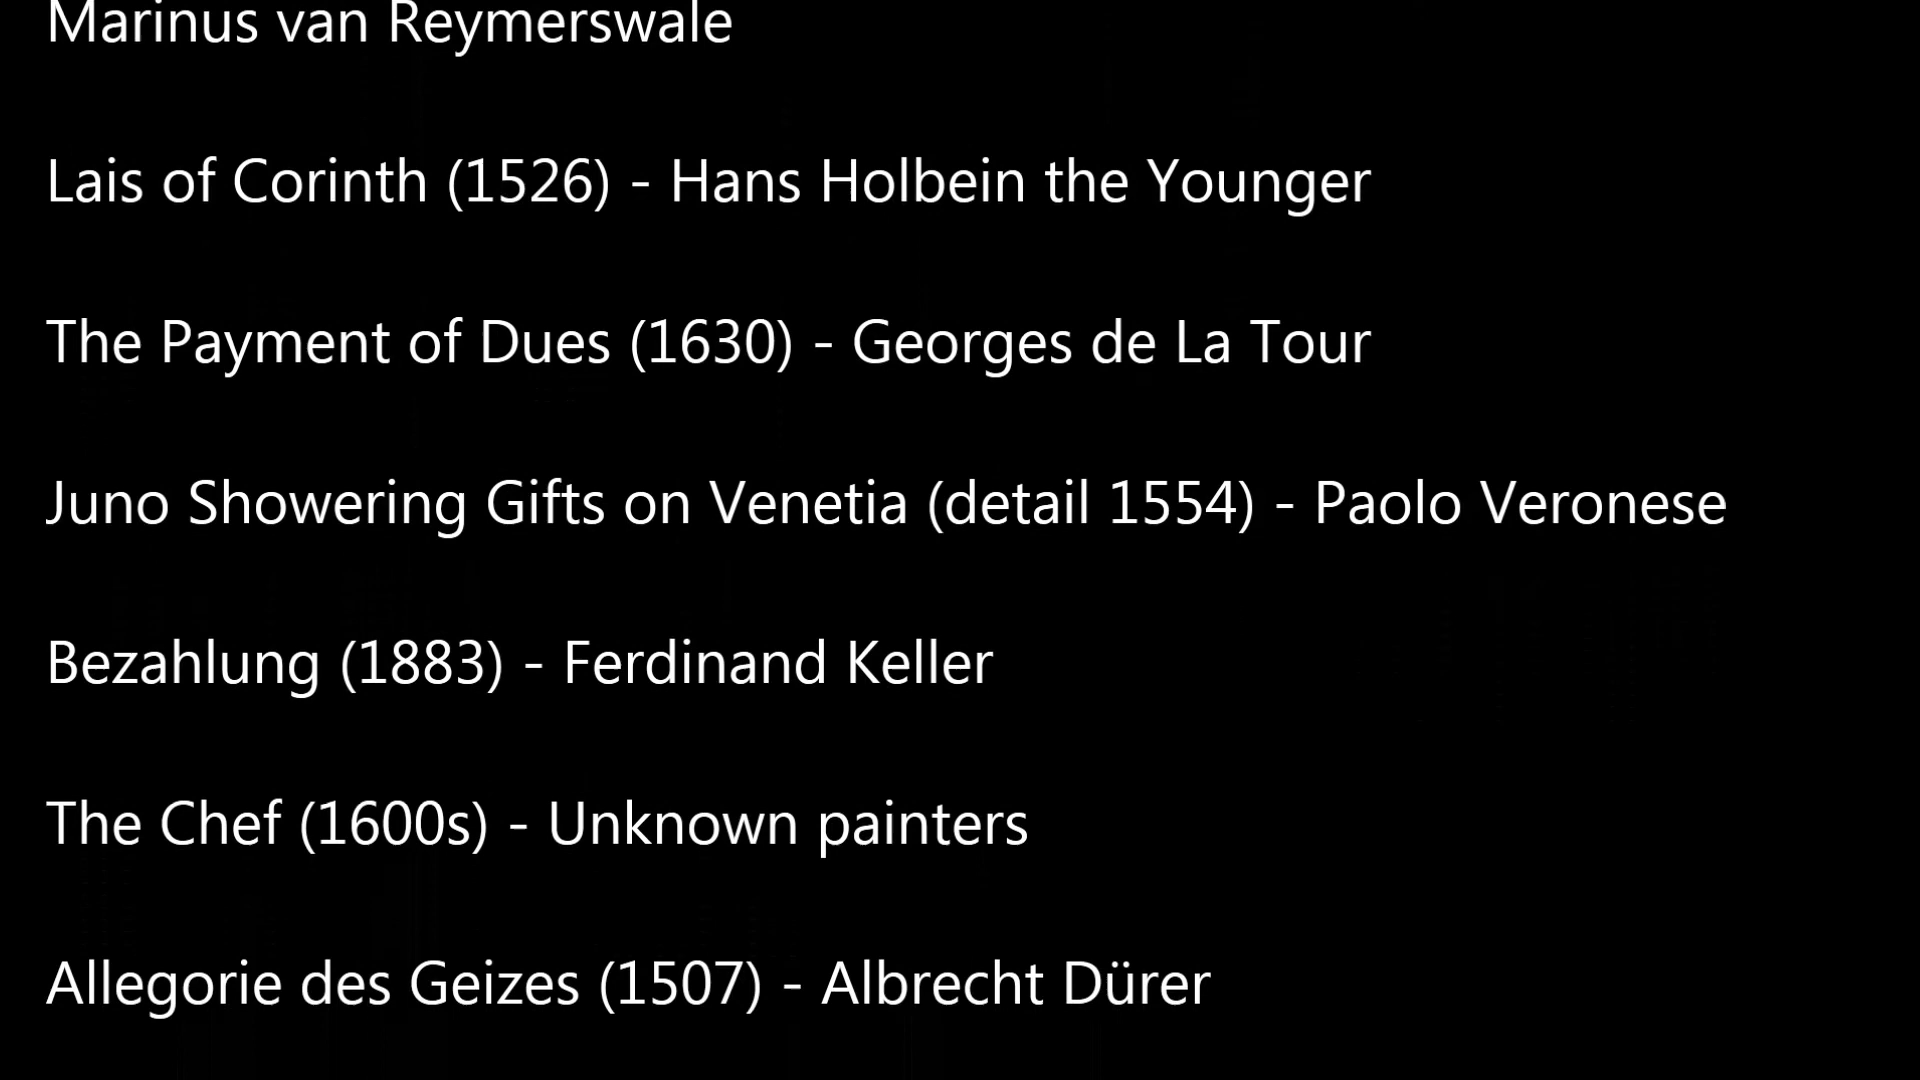 Marinus van Reymerswale
Lais of Corinth (1526) - Hans Holbein the Younger
The Payment of Dues (1630) - Georges de La Tour
Juno Showering Gifts on Venetia (detail 1554) - Paolo Veronese
Bezahlung (1883) - Ferdinand Keller
The Chef (1600s) - Unknown painters
Allegorie des Geizes (1507) - Albrecht Dürer